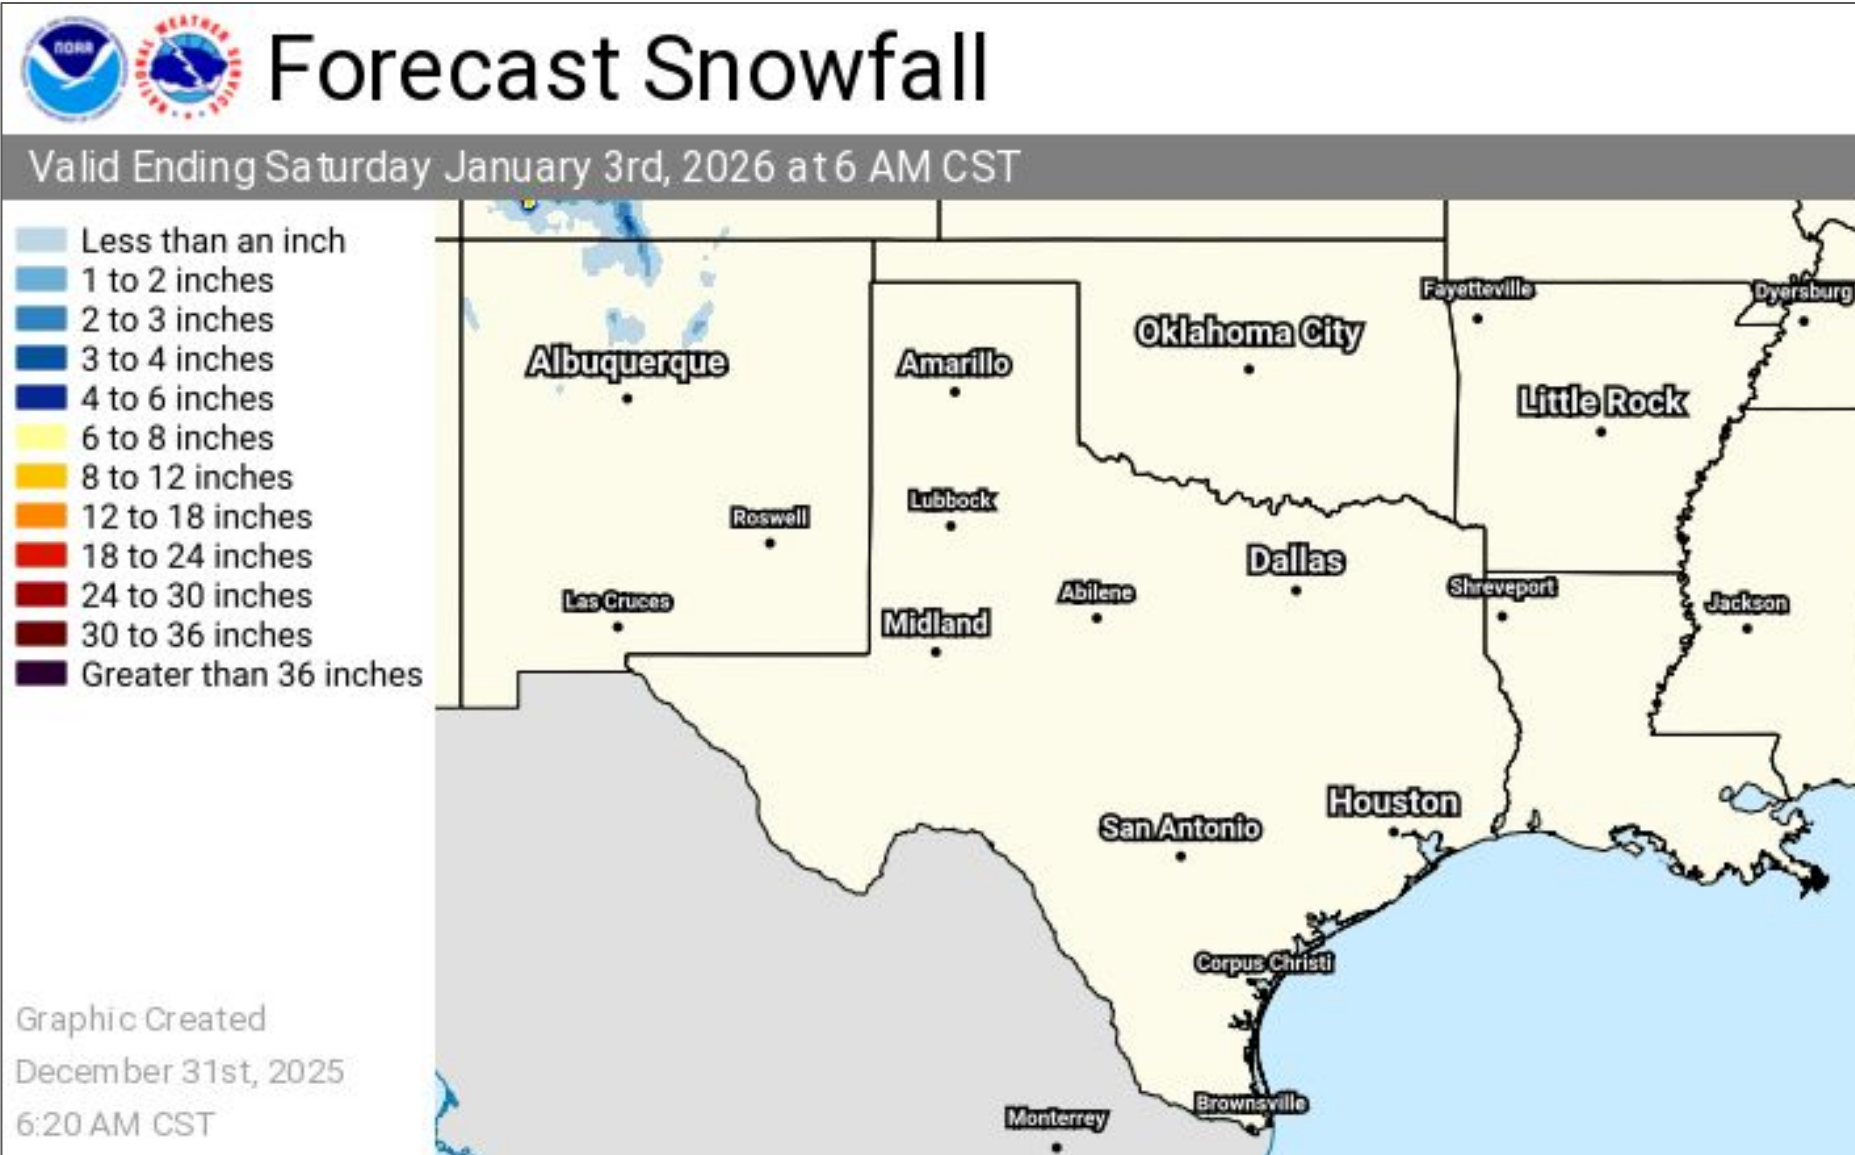 NOAA
NATIONAL WEATHER SERVICE
Forecast Snowfall
Valid Ending Saturday January 3rd, 2026 at 6 AM CST
Less than an inch
1 to 2 inches
2 to 3 inches
3 to 4 inches
4 to 6 inches
6 to 8 inches
8 to 12 inches
12 to 18 inches
18 to 24 inches
24 to 30 inches
30 to 36 inches
Greater than 36 inches
Graphic Created
December 31st, 2025
6:20 AM CST
Fayetteville
Dyersburg
Oklahoma City
Albuquerque
Amarillo
Little Rock
Lubbock
Roswell
Dallas
Abilene
Shreveport
Las Cruces
Jackson
Midland
Houston
San Antonio
Corpus Christi
Brownsville
Monterrey